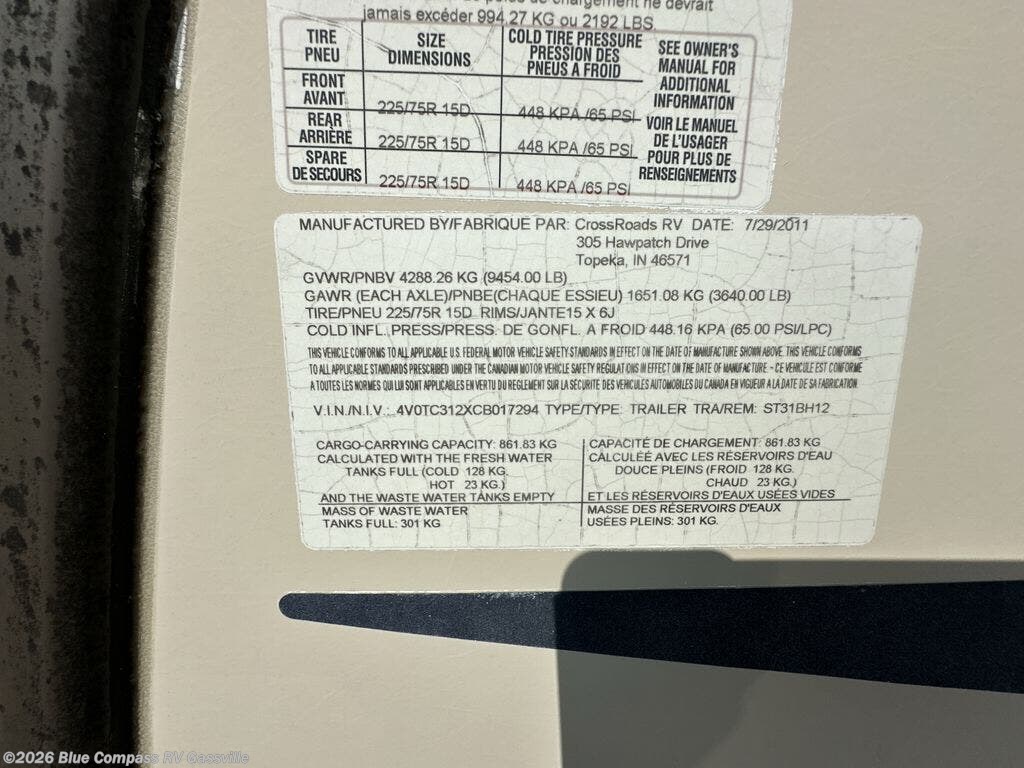 de chargement ne devrait
jamais excéder 994.27 KG ou 2192 LBS
TIRE PNEU
SIZE DIMENSIONS
COLD TIRE PRESSURE PRESSION DES PNEUS A FROID
SEE OWNER'S MANUAL FOR ADDITIONAL INFORMATION
FRONT AVANT 225/75R 15D 448 KPA /65 PSI
REAR ARRIÈRE 225/75R 15D 448 KPA /65 PSI
SPARE DE SECOURS 225/75R 15D 448 KPA /65 PSI
VOIR LE MANUEL DE L'USAGER POUR PLUS DE RENSEIGNEMENTS
MANUFACTURED BY/FABRIQUE PAR: CrossRoads RV DATE: 7/29/2011
305 Hawpatch Drive
Topeka, IN 46571
GVWR/PNBV 4288.26 KG (9454.00 LB)
GAWR (EACH AXLE)/PNBE(CHAQUE ESSIEU) 1651.08 KG (3640.00 LB)
TIRE/PNEU 225/75R 15D RIMS/JANTE15 X 6J
COLD INFL. PRESS/PRESS. DE GONFL. A FROID 448.16 KPA (65.00 PSI/LPC)
THIS VEHICLE CONFORMS TO ALL APPLICABLE U.S. FEDERAL MOTOR VEHICLE SAFETY STANDARDS IN EFFECT ON THE DATE OF MANUFACTURE SHOWN ABOVE. THIS VEHICLE CONFORMS
TO ALL APPLICABLE STANDARDS PRESCRIBED UNDER THE CANADIAN MOTOR VEHICLE SAFETY REGULATIONS IN EFFECT ON THE DATE OF MANUFACTURE. - CE VEHICULE EST CONFORME
A TOUTES LES NORMES QUI LUI SONT APPLICABLES EN VERTU DU REGLEMENT SUR LA SÉCURITÉ DES VEHICULES AUTOMOBILES DU CANADA EN VIGUEUR A LA DATE DE SA FABRICATION.
V.I.N./N.I.V.: 4V0TC312XCB017294 TYPE/TYPE: TRAILER TRA/REM: ST31BH12
CARGO-CARRYING CAPACITY: 861.83 KG
CALCULATED WITH THE FRESH WATER
TANKS FULL (COLD 128 KG.
HOT 23 KG.)
AND THE WASTE WATER TANKS EMPTY
MASS OF WASTE WATER
TANKS FULL: 301 KG
CAPACITÉ DE CHARGEMENT: 861.83 KG
CÂLCULÉE AVEC LES RÉSERVOIRS D'EAU
DOUCE PLEINS (FROID 128 KG.
CHAUD 23 KG.)
ET LES RÉSERVOIRS D'EAUX USÉES VIDES
MASSE DES RÉSERVOIRS D'EAUX
USÉES PLEINS: 301 KG.
©2026 Blue Compass RV Gassville